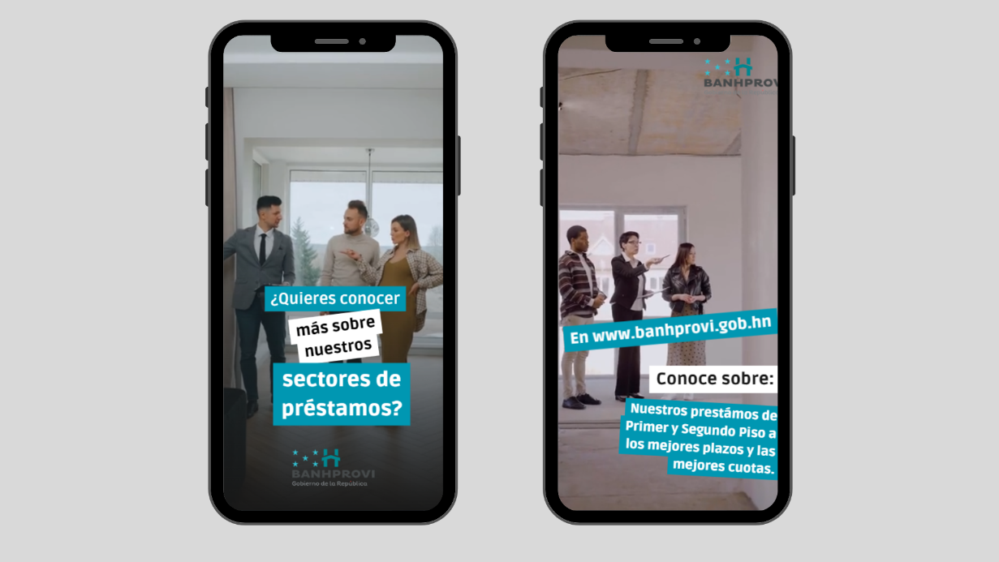 ¿Quieres conocer
más sobre
nuestros
sectores de
préstamos?
BANHPROVI
Gobierno de la República
BANHPROV
En www.banhprovi.gob.hn
Conoce sobre:
Nuestros prestámos de
Primer y Segundo Piso a
los mejores plazos y las
mejores cuotas.